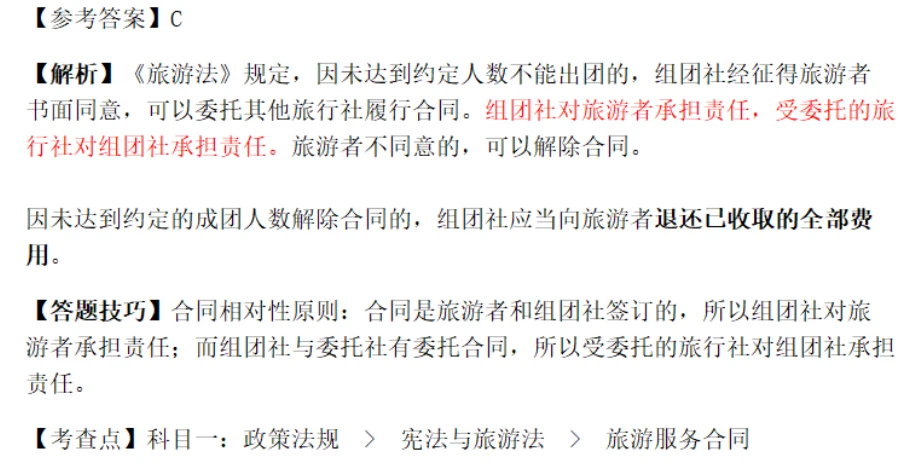 【参考答案】C
【解析】《旅游法》规定，因未达到约定人数不能出团的，组团社经征得旅游者
书面同意，可以委托其他旅行社履行合同。组团社对旅游者承担责任，受委托的旅
行社对组团社承担责任。旅游者不同意的，可以解除合同。
因未达到约定的成团人数解除合同的，组团社应当向旅游者退还已收取的全部费
用。
【答题技巧】合同相对性原则：合同是旅游者和组团社签订的，所以组团社对旅
游者承担责任；而组团社与委托社有委托合同，所以受委托的旅行社对组团社承担
责任。
【考查点】科目一：政策法规 > 宪法与旅游法 > 旅游服务合同